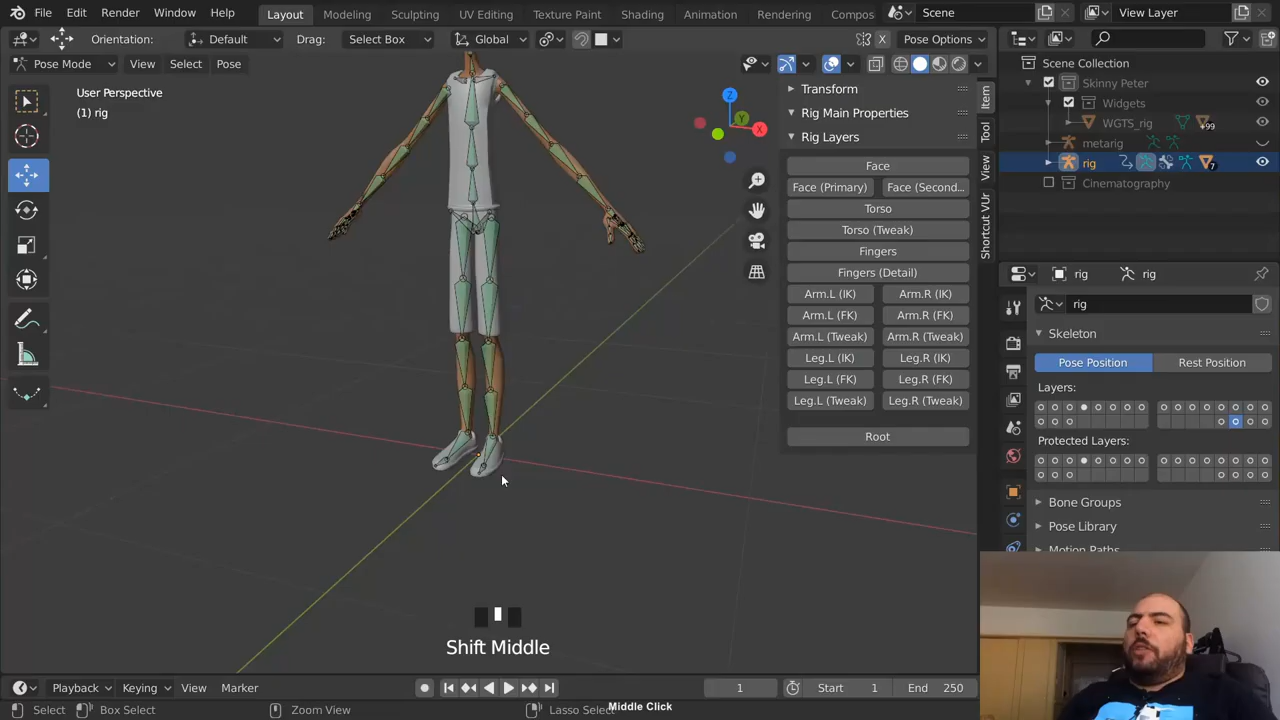 File Edit Render Window Help Layout Modeling Sculpting UV Editing Texture Paint Shading Animation Rendering Compos Scene View Layer
Orientation: Default Drag: Select Box Global X Pose Options
Pose Mode View Select Pose
User Perspective
(1) rig
Z
Y
X
Transform
Rig Main Properties
Rig Layers
Face
Face (Primary) Face (Second...
Torso
Torso (Tweak)
Fingers
Fingers (Detail)
Arm.L (IK) Arm.R (IK)
Arm.L (FK) Arm.R (FK)
Arm.L (Tweak) Arm.R (Tweak)
Leg.L (IK) Leg.R (IK)
Leg.L (FK) Leg.R (FK)
Leg.L (Tweak) Leg.R (Tweak)
Root
Item
Tool
View
Shortcut VUr
Scene Collection
Skinny Peter
Widgets
WGTS_rig +99
metarig
rig 7
Cinematography
rig rig
rig
Skeleton
Pose Position Rest Position
Layers:
Protected Layers:
Bone Groups
Pose Library
Motion Paths
Shift Middle
Playback Keying View Marker 1 Start 1 End 250
Select Box Select Zoom View Middle Click Lasso Select